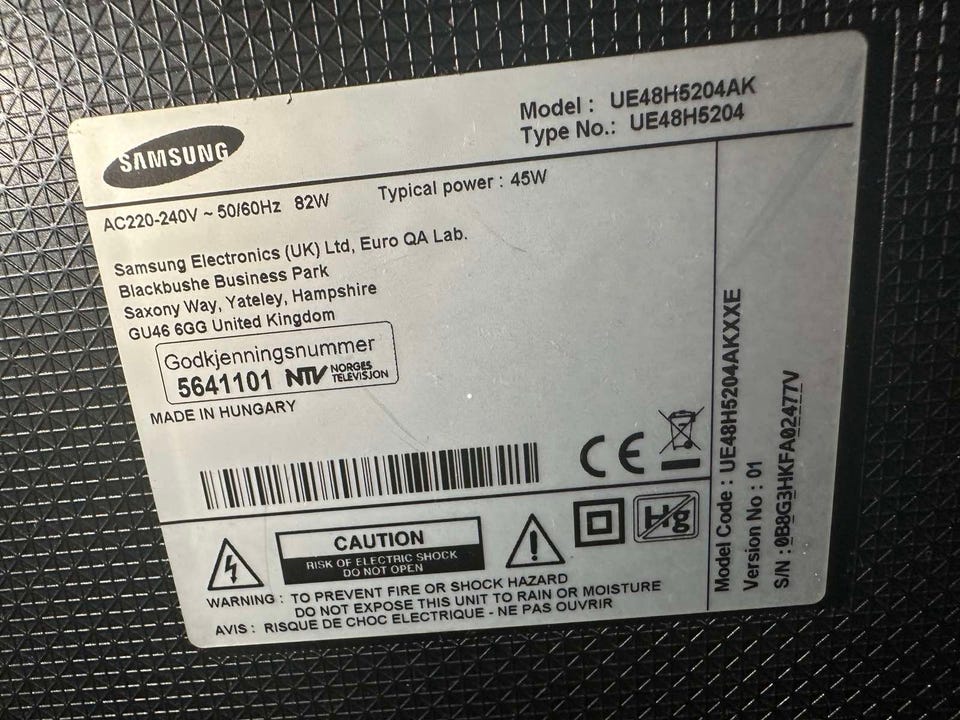 SAMSUNG
Model : UE48H5204AK
Type No.: UE48H5204
AC220-240V ~ 50/60Hz 82W
Typical power : 45W
Samsung Electronics (UK) Ltd, Euro QA Lab.
Blackbushe Business Park
Saxony Way, Yateley, Hampshire
GU46 6GG United Kingdom
Godkjenningsnummer
5641101 NTV NORGES TELEVISJON
MADE IN HUNGARY
CE
CAUTION
RISK OF ELECTRIC SHOCK
DO NOT OPEN
Hg
WARNING : TO PREVENT FIRE OR SHOCK HAZARD
DO NOT EXPOSE THIS UNIT TO RAIN OR MOISTURE
AVIS : RISQUE DE CHOC ELECTRIQUE - NE PAS OUVRIR
Model Code : UE48H5204AKXXXE
Version No : 01
S/N : 0B8G3HKFA02477V